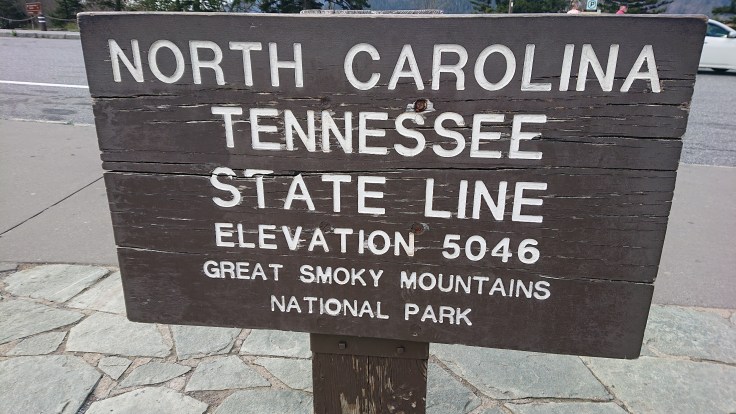 NORTH CAROLINA
TENNESSEE
STATE LINE
ELEVATION 5046
GREAT SMOKY MOUNTAINS
NATIONAL PARK